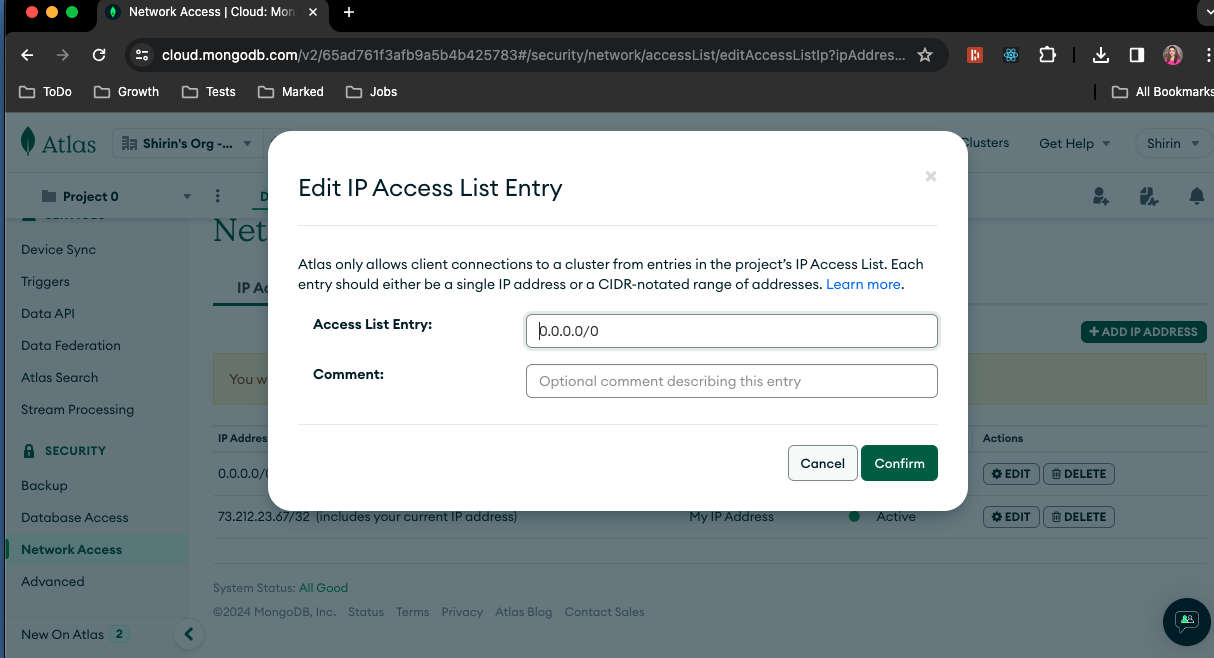 Network Access | Cloud: Mon
cloud.mongodb.com/v2/65ad761f3afb9a5b4b425783#/security/network/accessList/editAccessListIp?ipAddres...
ToDo Growth Tests Marked Jobs All Bookmarks
Atlas Shirin's Org -... Clusters Get Help Shirin
Project 0
SERVICES
Net
Device Sync
Triggers
Data API
Data Federation
Atlas Search
Stream Processing
SECURITY
Backup
Database Access
Network Access
Advanced
New On Atlas 2
Edit IP Access List Entry
Atlas only allows client connections to a cluster from entries in the project's IP Access List. Each
entry should either be a single IP address or a CIDR-notated range of addresses. Learn more.
Access List Entry: 0.0.0.0/0
Comment: Optional comment describing this entry
Cancel Confirm
IP Ac
+ ADD IP ADDRESS
You w
IP Addres Actions
0.0.0.0/0 EDIT DELETE
73.212.23.67/32 (includes your current IP address) My IP Address Active EDIT DELETE
System Status: All Good
©2024 MongoDB, Inc. Status Terms Privacy Atlas Blog Contact Sales